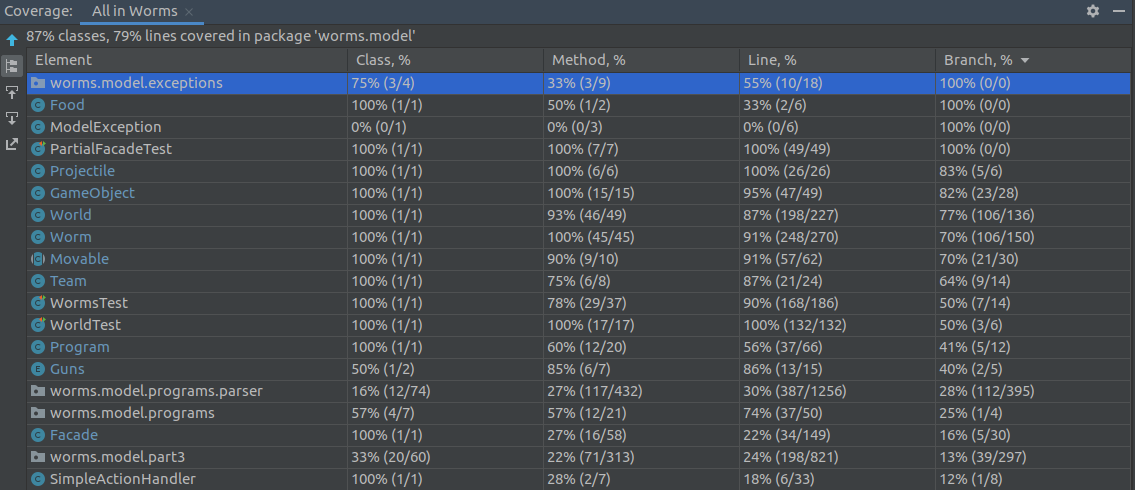 Coverage: All in Worms
87% classes, 79% lines covered in package 'worms.model'
Element Class, % Method, % Line, % Branch, %
worms.model.exceptions 75% (3/4) 33% (3/9) 55% (10/18) 100% (0/0)
Food 100% (1/1) 50% (1/2) 33% (2/6) 100% (0/0)
ModelException 0% (0/1) 0% (0/3) 0% (0/6) 100% (0/0)
PartialFacadeTest 100% (1/1) 100% (7/7) 100% (49/49) 100% (0/0)
Projectile 100% (1/1) 100% (6/6) 100% (26/26) 83% (5/6)
GameObject 100% (1/1) 100% (15/15) 95% (47/49) 82% (23/28)
World 100% (1/1) 93% (46/49) 87% (198/227) 77% (106/136)
Worm 100% (1/1) 100% (45/45) 91% (248/270) 70% (106/150)
Movable 100% (1/1) 90% (9/10) 91% (57/62) 70% (21/30)
Team 100% (1/1) 75% (6/8) 87% (21/24) 64% (9/14)
WormsTest 100% (1/1) 78% (29/37) 90% (168/186) 50% (7/14)
WorldTest 100% (1/1) 100% (17/17) 100% (132/132) 50% (3/6)
Program 100% (1/1) 60% (12/20) 56% (37/66) 41% (5/12)
Guns 50% (1/2) 85% (6/7) 86% (13/15) 40% (2/5)
worms.model.programs.parser 16% (12/74) 27% (117/432) 30% (387/1256) 28% (112/395)
worms.model.programs 57% (4/7) 57% (12/21) 74% (37/50) 25% (1/4)
Facade 100% (1/1) 27% (16/58) 22% (34/149) 16% (5/30)
worms.model.part3 33% (20/60) 22% (71/313) 24% (198/821) 13% (39/297)
SimpleActionHandler 100% (1/1) 28% (2/7) 18% (6/33) 12% (1/8)